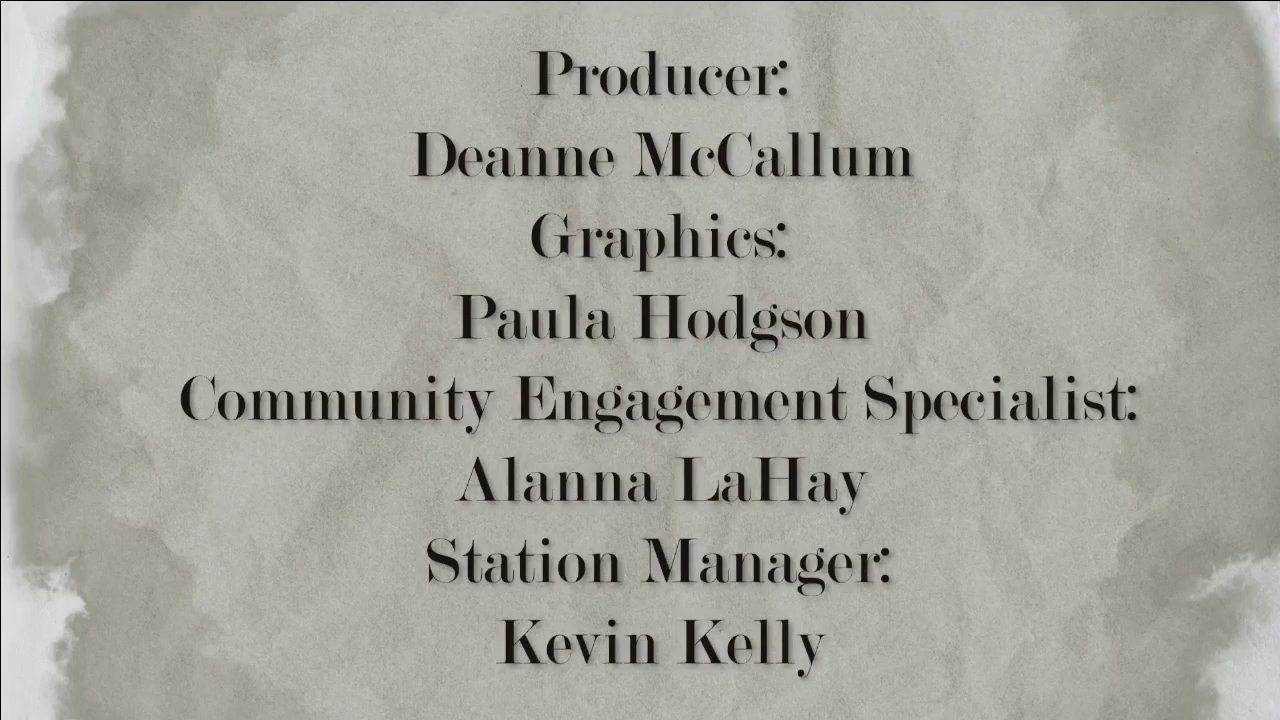 Producer:
Deanne McCallum
Graphics:
Paula Hodgson
Community Engagement Specialist:
Alanna LaHay
Station Manager:
Kevin Kelly